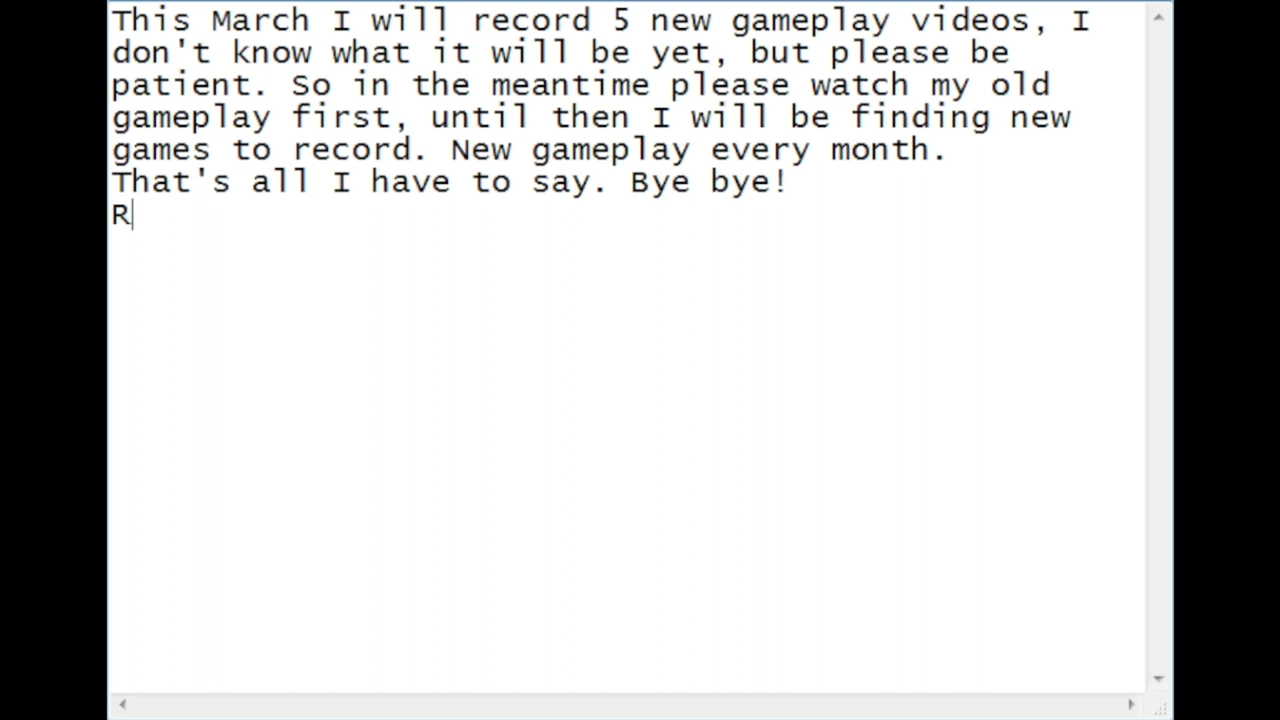 This March I will record 5 new gameplay videos, I
don't know what it will be yet, but please be
patient. So in the meantime please watch my old
gameplay first, until then I will be finding new
games to record. New gameplay every month.
That's all I have to say. Bye bye!
R